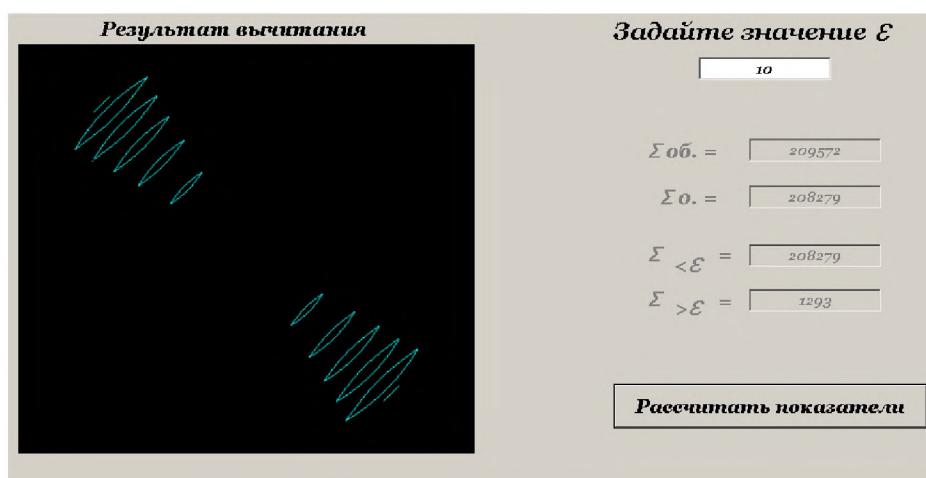 Результат вычитания
Задайте значение Ɛ
10
Σ об. = 209572
Σ о. = 208279
Σ <Ɛ = 208279
Σ >Ɛ = 1293
Рассчитать показатели